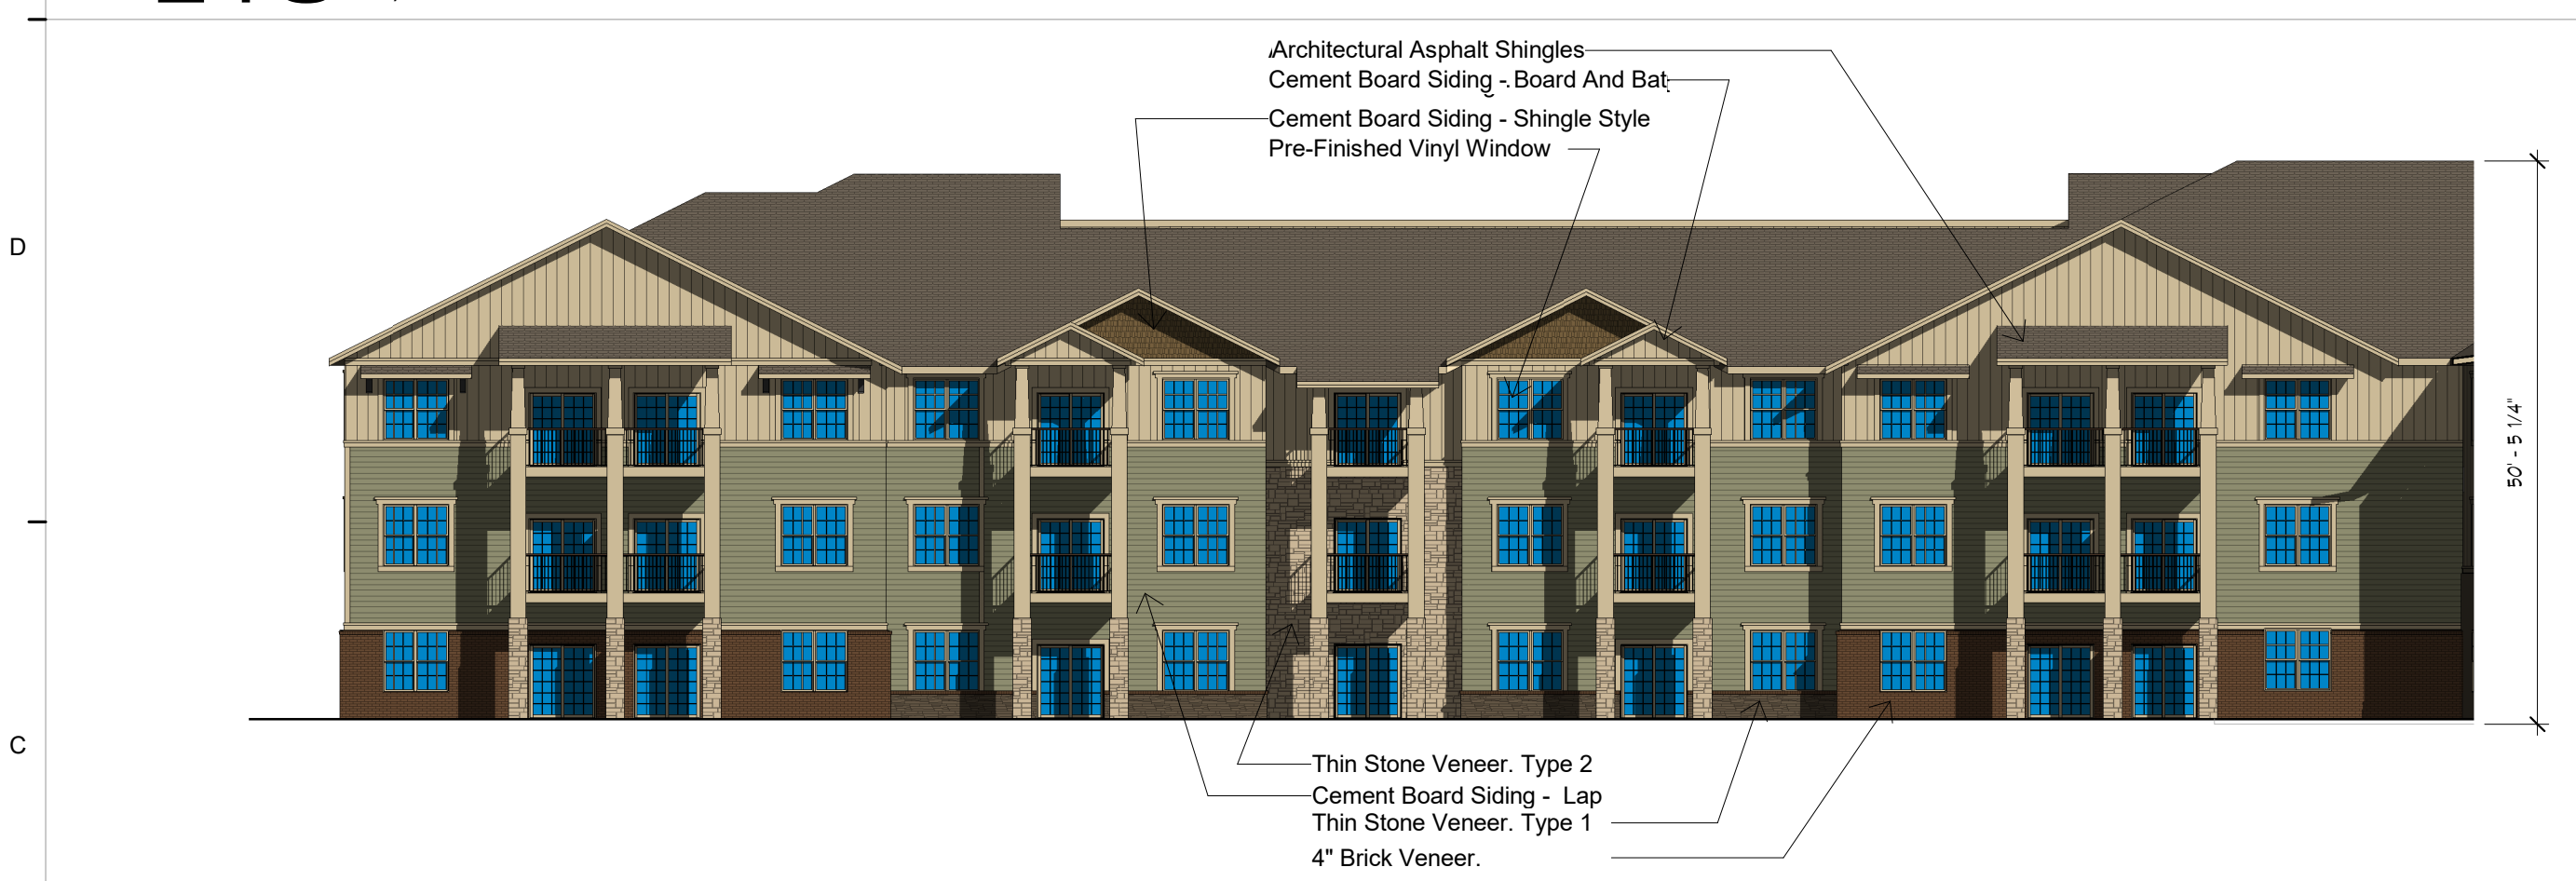 Architectural Asphalt Shingles
Cement Board Siding - Board And Bat
Cement Board Siding - Shingle Style
Pre-Finished Vinyl Window
D
50' - 5 1/4"
C
Thin Stone Veneer. Type 2
Cement Board Siding - Lap
Thin Stone Veneer. Type 1
4" Brick Veneer.